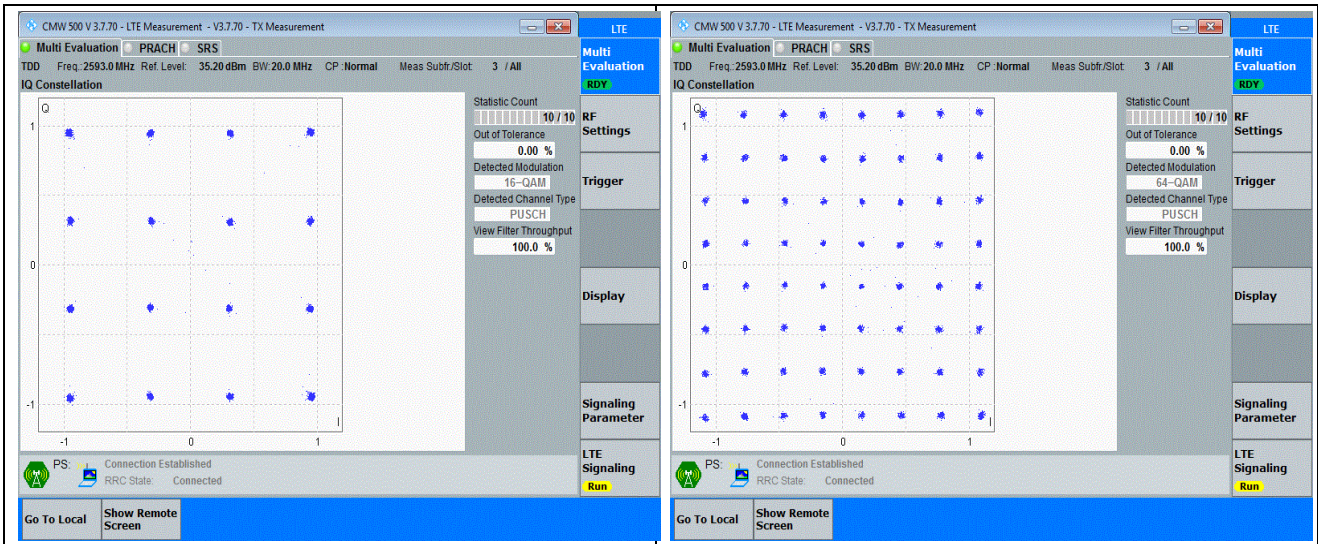 CMW 500 V 3.7.70 - LTE Measurement - V3.7.70 - TX Measurement
LTE
Multi Evaluation PRACH SRS
TDD Freq.:2593.0 MHz Ref. Level: 35.20 dBm BW:20.0 MHz CP :Normal Meas Subfr./Slot: 3 / All
IQ Constellation
Q
1
0
-1
-1 0 1
I
Statistic Count
10 / 10
Out of Tolerance
0.00 %
Detected Modulation
16-QAM
Detected Channel Type
PUSCH
View Filter Throughput
100.0 %
Multi
Evaluation
RDY
RF
Settings
Trigger
Display
Signaling
Parameter
LTE
Signaling
Run
PS: Connection Established
RRC State: Connected
Go To Local
Show Remote
Screen
CMW 500 V 3.7.70 - LTE Measurement - V3.7.70 - TX Measurement
LTE
Multi Evaluation PRACH SRS
TDD Freq.:2593.0 MHz Ref. Level: 35.20 dBm BW:20.0 MHz CP :Normal Meas Subfr./Slot: 3 / All
IQ Constellation
Q
1
0
-1
-1 0 1
I
Statistic Count
10 / 10
Out of Tolerance
0.00 %
Detected Modulation
64-QAM
Detected Channel Type
PUSCH
View Filter Throughput
100.0 %
Multi
Evaluation
RDY
RF
Settings
Trigger
Display
Signaling
Parameter
LTE
Signaling
Run
PS: Connection Established
RRC State: Connected
Go To Local
Show Remote
Screen